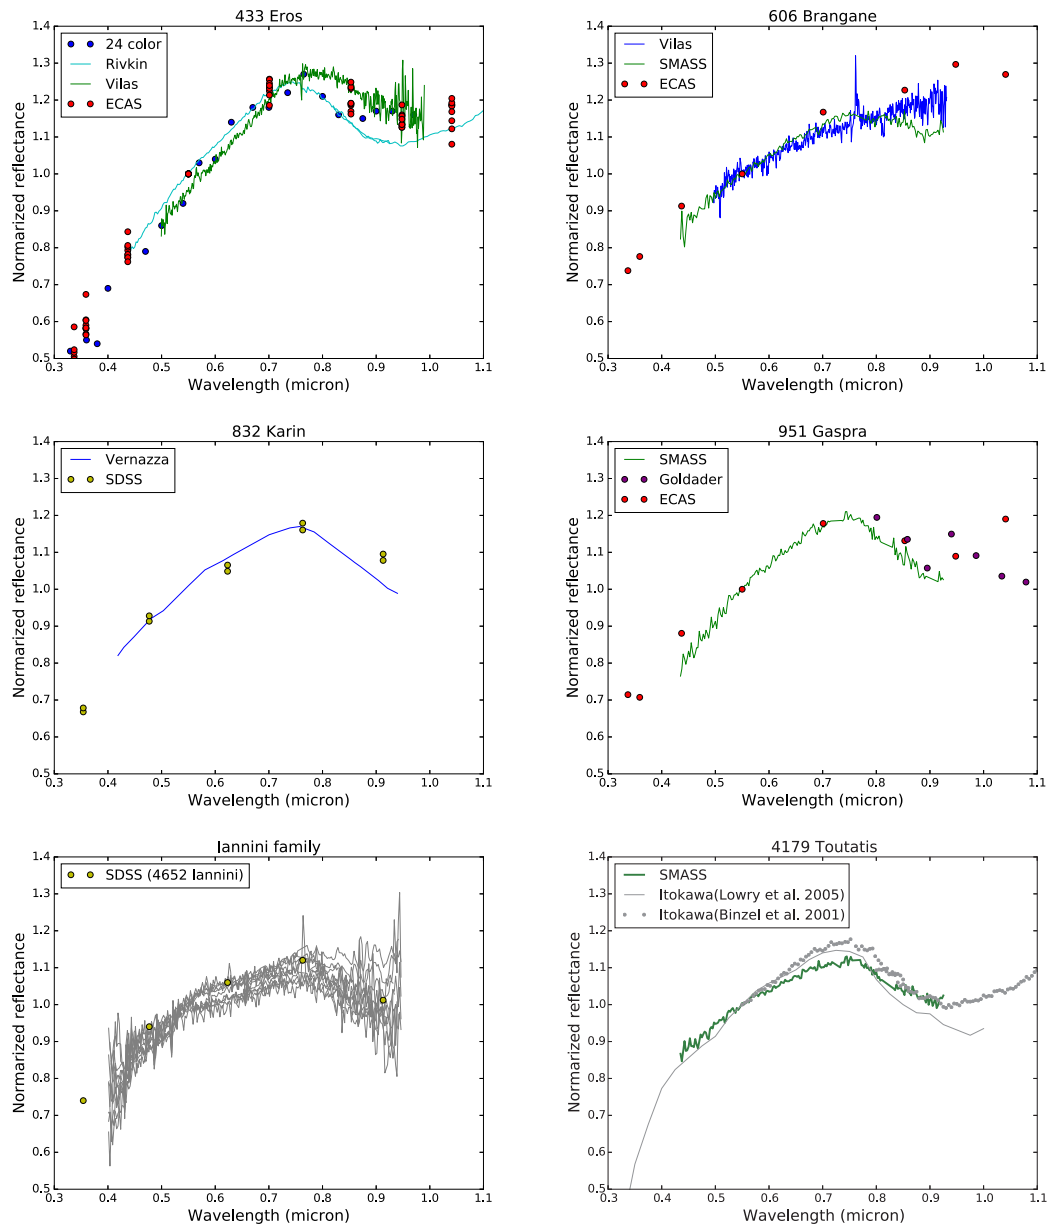 433 Eros
24 color
Rivkin
Vilas
ECAS
Normarlized reflectance
1.4
1.3
1.2
1.1
1.0
0.9
0.8
0.7
0.6
0.5
0.3 0.4 0.5 0.6 0.7 0.8 0.9 1.0 1.1
Wavelength (micron)
606 Brangane
Vilas
SMASS
ECAS
Normarlized reflectance
1.4
1.3
1.2
1.1
1.0
0.9
0.8
0.7
0.6
0.5
0.3 0.4 0.5 0.6 0.7 0.8 0.9 1.0 1.1
Wavelength (micron)
832 Karin
Vernazza
SDSS
Normarlized reflectance
1.4
1.3
1.2
1.1
1.0
0.9
0.8
0.7
0.6
0.5
0.3 0.4 0.5 0.6 0.7 0.8 0.9 1.0 1.1
Wavelength (micron)
951 Gaspra
SMASS
Goldader
ECAS
Normarlized reflectance
1.4
1.3
1.2
1.1
1.0
0.9
0.8
0.7
0.6
0.5
0.3 0.4 0.5 0.6 0.7 0.8 0.9 1.0 1.1
Wavelength (micron)
Iannini family
SDSS (4652 Iannini)
Normarlized reflectance
1.4
1.3
1.2
1.1
1.0
0.9
0.8
0.7
0.6
0.5
0.3 0.4 0.5 0.6 0.7 0.8 0.9 1.0 1.1
Wavelength (micron)
4179 Toutatis
SMASS
Itokawa(Lowry et al. 2005)
Itokawa(Binzel et al. 2001)
Normarlized reflectance
1.4
1.3
1.2
1.1
1.0
0.9
0.8
0.7
0.6
0.5
0.3 0.4 0.5 0.6 0.7 0.8 0.9 1.0 1.1
Wavelength (micron)